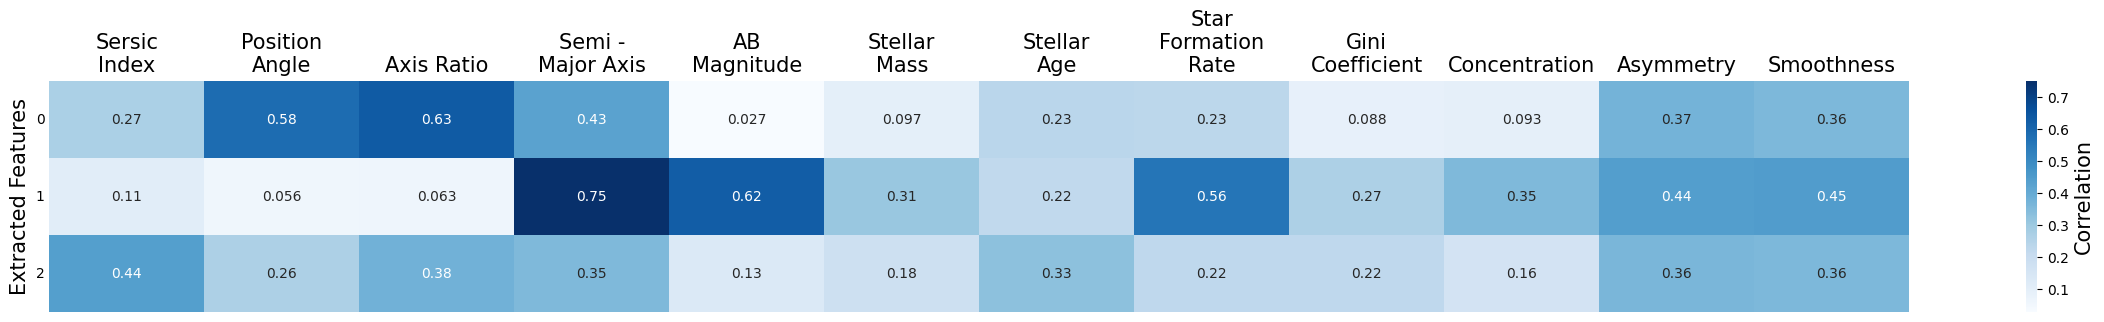 Sersic
Index
Position
Angle
Axis Ratio
Semi -
Major Axis
AB
Magnitude
Stellar
Mass
Stellar
Age
Star
Formation
Rate
Gini
Coefficient
Concentration
Asymmetry
Smoothness
Extracted Features
0 0.27 0.58 0.63 0.43 0.027 0.097 0.23 0.23 0.088 0.093 0.37 0.36
1 0.11 0.056 0.063 0.75 0.62 0.31 0.22 0.56 0.27 0.35 0.44 0.45
2 0.44 0.26 0.38 0.35 0.13 0.18 0.33 0.22 0.22 0.16 0.36 0.36
0.7
0.6
0.5
0.4
0.3
0.2
0.1
Correlation